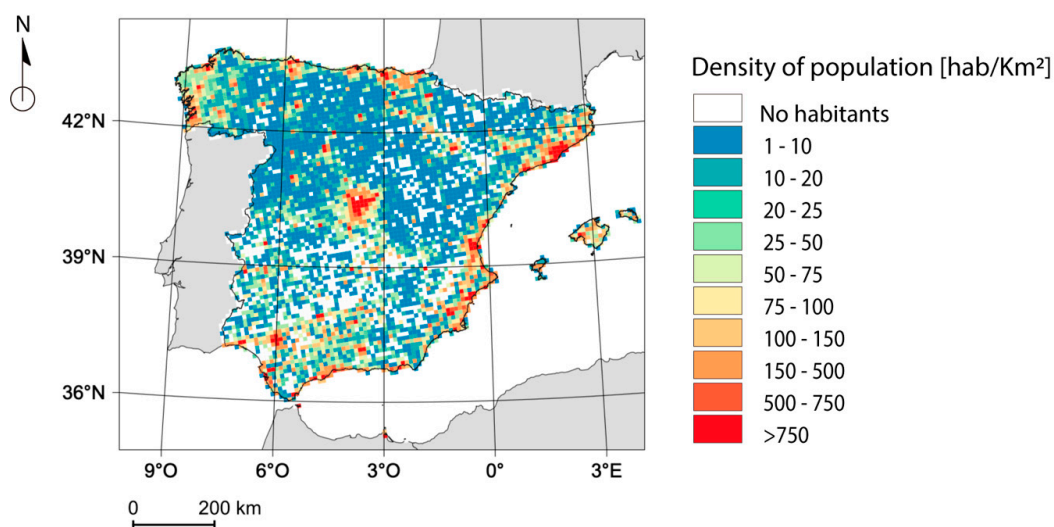 N
42°N
39°N
36°N
9°O 6°O 3°O 0° 3°E
0 200 km
Density of population [hab/Km²]
No habitants
1 - 10
10 - 20
20 - 25
25 - 50
50 - 75
75 - 100
100 - 150
150 - 500
500 - 750
>750